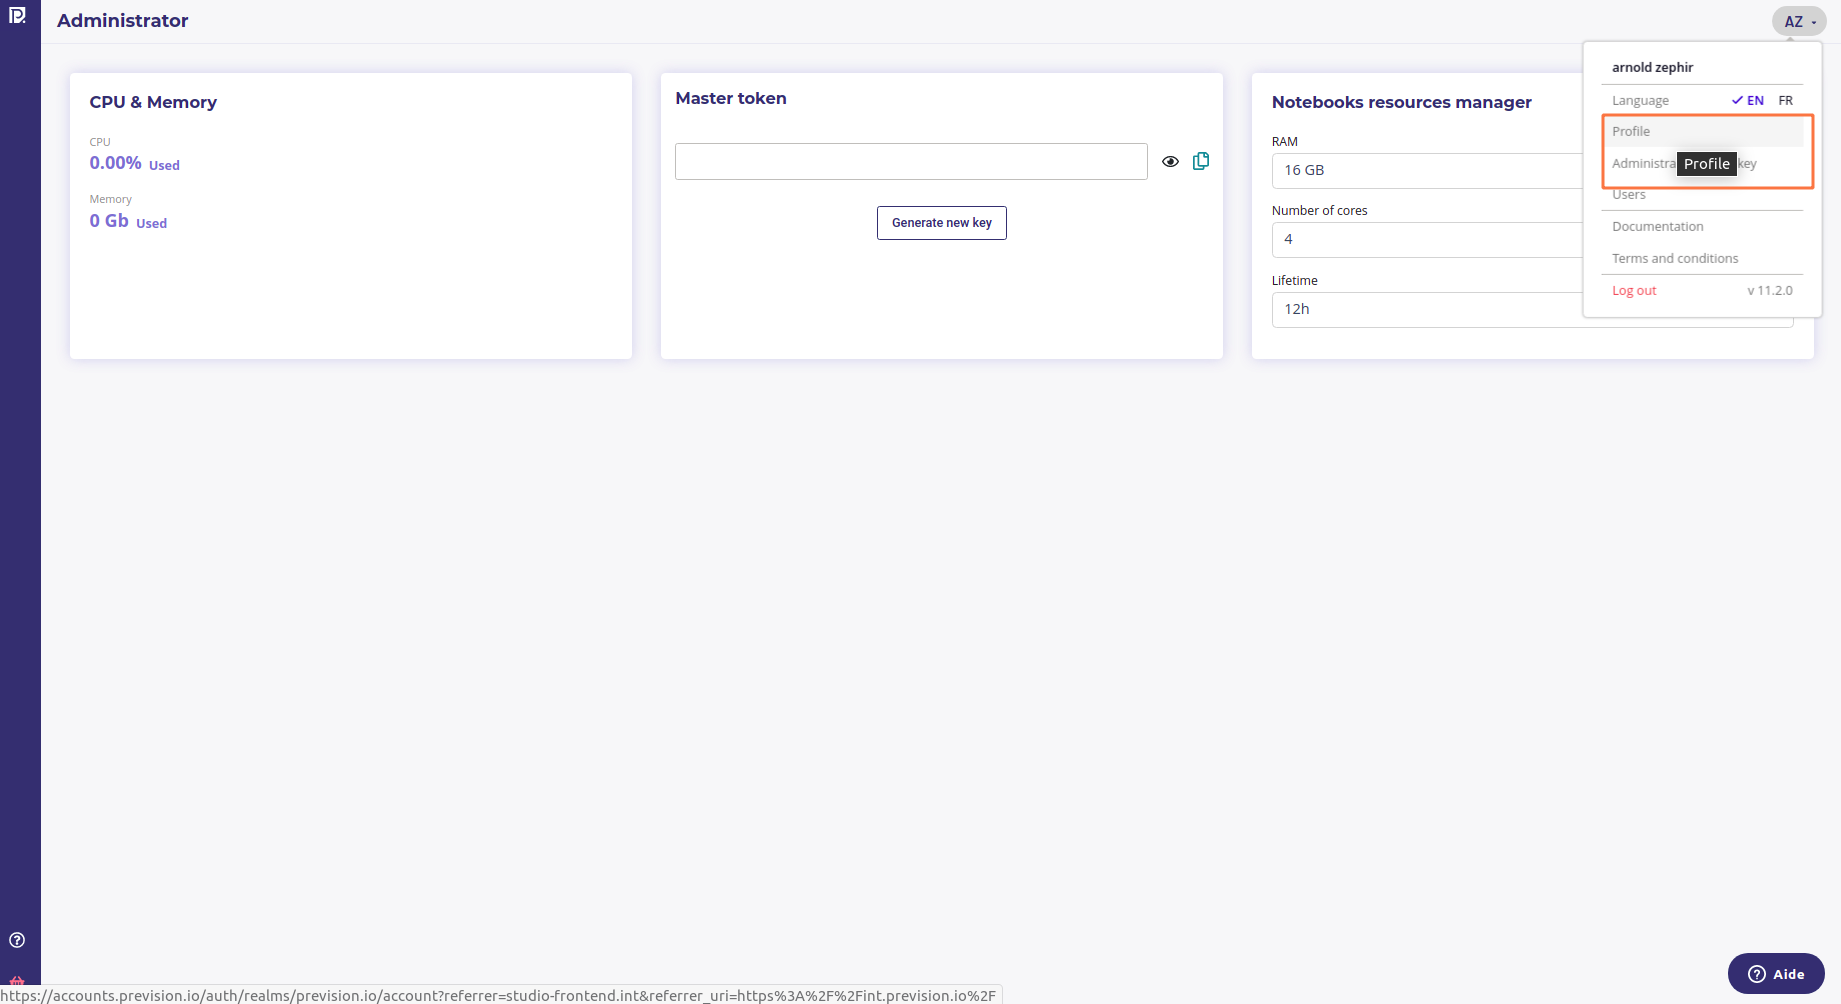 Administrator
AZ
CPU & Memory
CPU
0.00% Used
Memory
0 Gb Used
Master token
Generate new key
Notebooks resources manager
RAM
16 GB
Number of cores
4
Lifetime
12h
arnold zephir
Language EN FR
Profile
Administra
Profile
key
Users
Documentation
Terms and conditions
Log out v 11.2.0
Aide
https://accounts.prevision.io/auth/realms/prevision.io/account?referrer=studio-frontend.int&referrer_uri=https%3A%2F%2Fint.prevision.io%2F